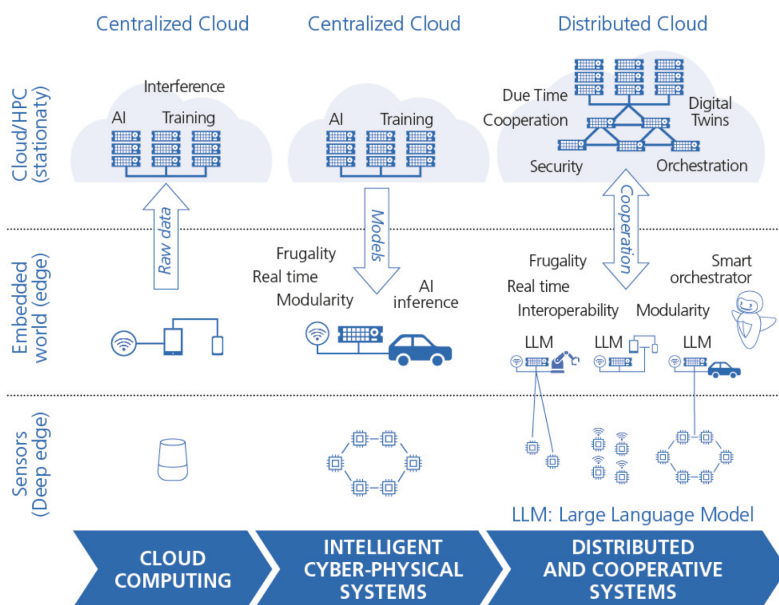 Centralized Cloud
Centralized Cloud
Distributed Cloud
Cloud/HPC
(stationaty)
Interference
AI
Training
AI
Training
Due Time
Cooperation
Digital
Twins
Security
Orchestration
Raw data
Models
Cooperation
Embedded
world (edge)
Frugality
Real time
Modularity
AI
inference
Frugality
Real time
Interoperability
Modularity
Smart
orchestrator
LLM
LLM
LLM
Sensors
(Deep edge)
LLM: Large Language Model
CLOUD
COMPUTING
INTELLIGENT
CYBER-PHYSICAL
SYSTEMS
DISTRIBUTED
AND COOPERATIVE
SYSTEMS